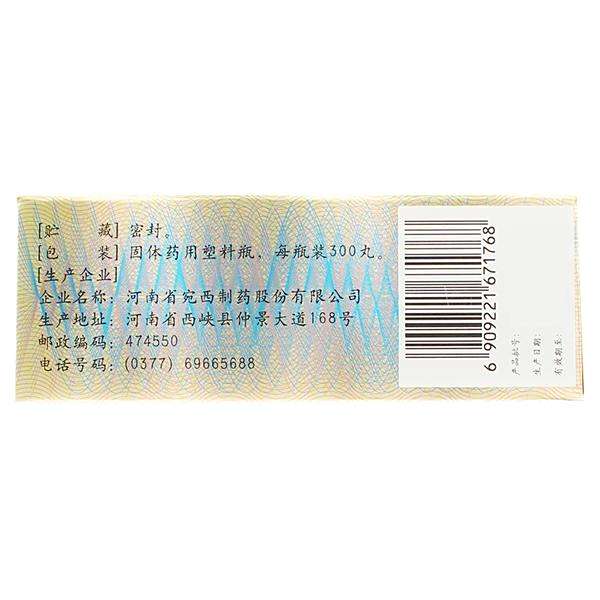 [贮　　藏] 密封。
[包　　装] 固体药用塑料瓶，每瓶装300丸。
[生产企业]
企业名称：河南省宛西制药股份有限公司
生产地址：河南省西峡县仲景大道168号
邮政编码：474550
电话号码：(0377) 69665688
6 909221 671768
产品批号：
生产日期：
有效期至：